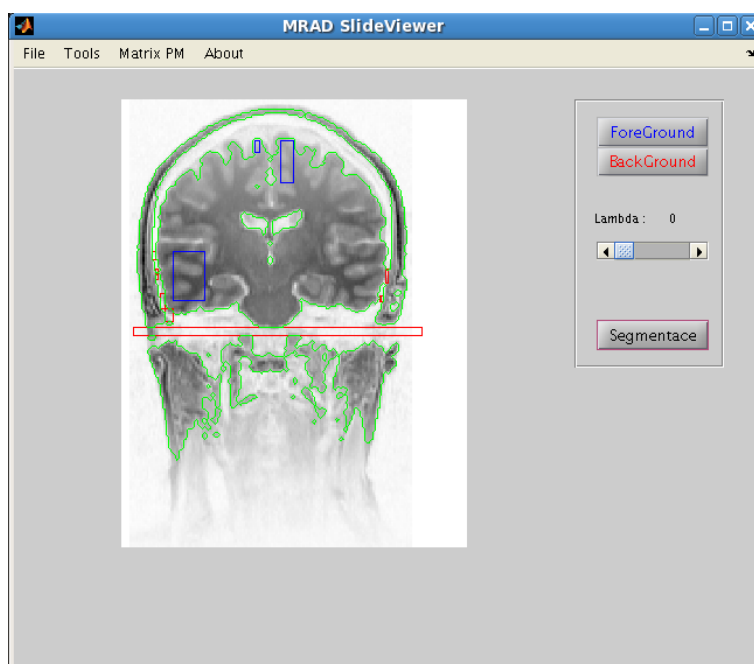 MRAD SlideViewer
File Tools Matrix PM About
ForeGround
BackGround
Lambda : 0
Segmentace